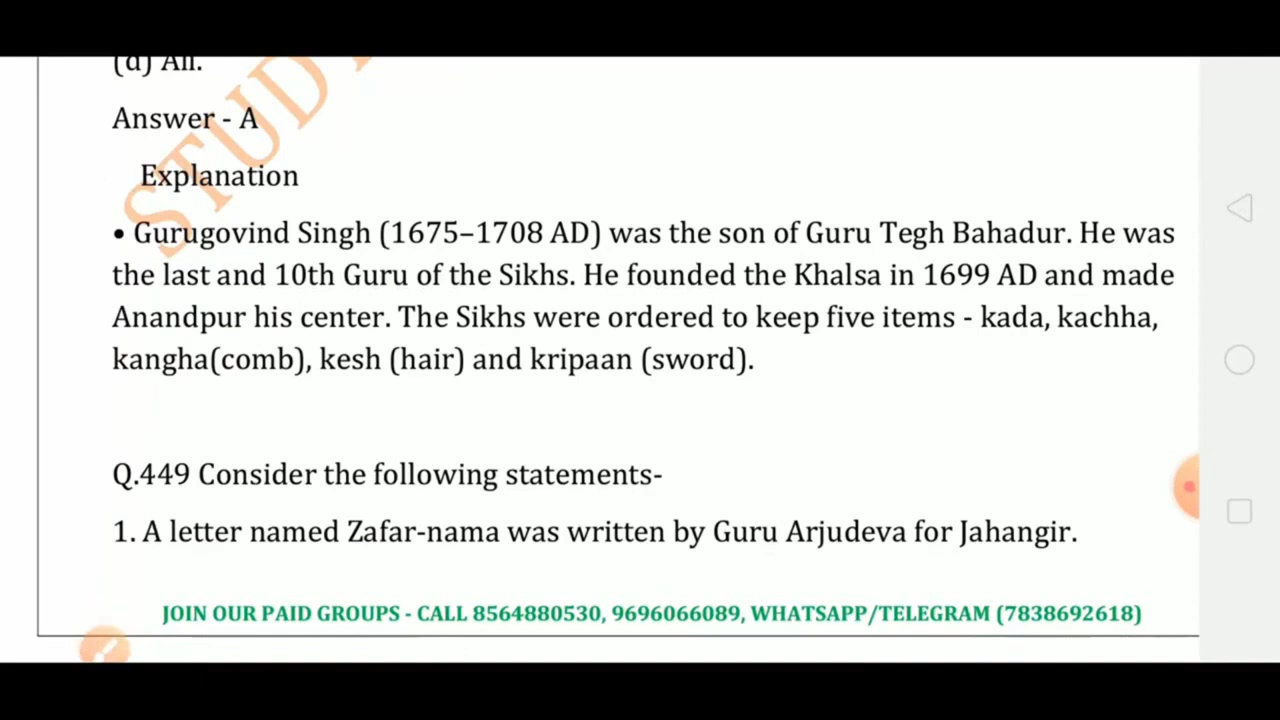 (d) All.
Answer - A
Explanation
• Gurugovind Singh (1675–1708 AD) was the son of Guru Tegh Bahadur. He was
the last and 10th Guru of the Sikhs. He founded the Khalsa in 1699 AD and made
Anandpur his center. The Sikhs were ordered to keep five items - kada, kachha,
kangha(comb), kesh (hair) and kripaan (sword).
Q.449 Consider the following statements-
1. A letter named Zafar-nama was written by Guru Arjudeva for Jahangir.
JOIN OUR PAID GROUPS - CALL 8564880530, 9696066089, WHATSAPP/TELEGRAM (7838692618)
STUD